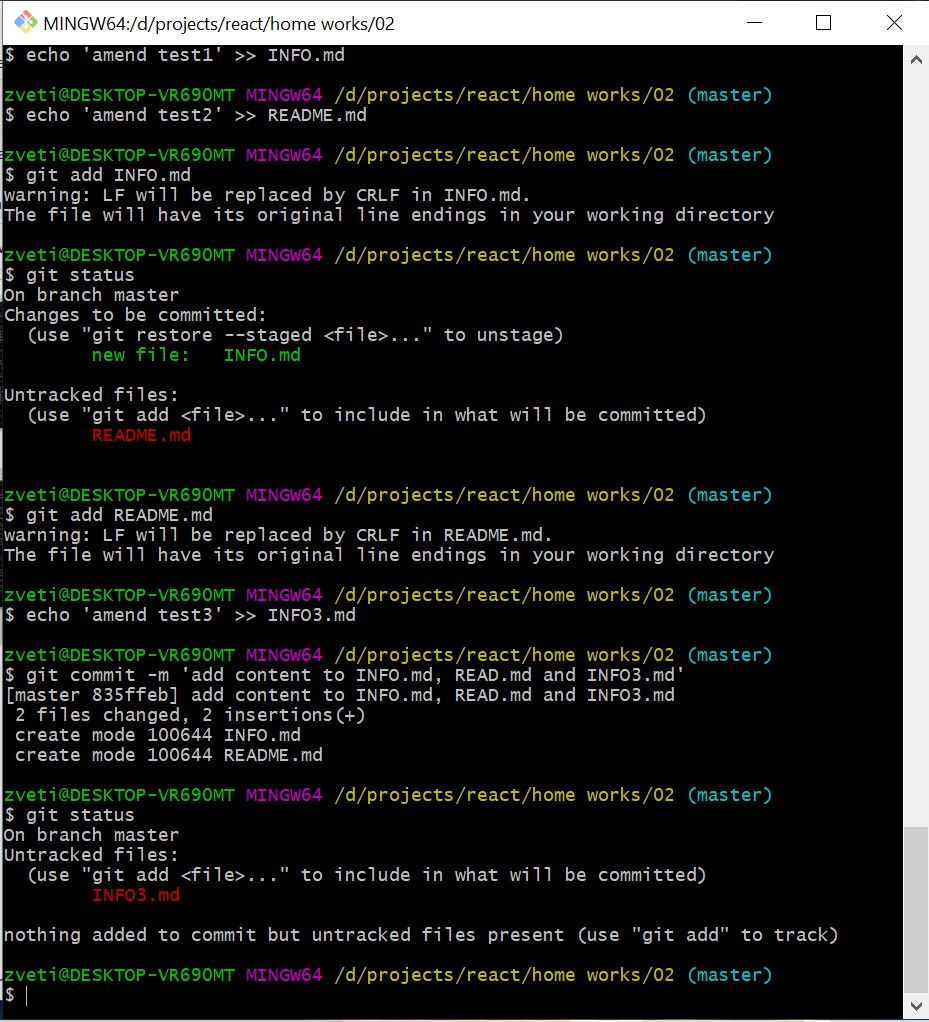 MINGW64:/d/projects/react/home works/02
$ echo 'amend test1' >> INFO.md
zveti@DESKTOP-VR69OMT MINGW64 /d/projects/react/home works/02 (master)
$ echo 'amend test2' >> README.md
zveti@DESKTOP-VR69OMT MINGW64 /d/projects/react/home works/02 (master)
$ git add INFO.md
warning: LF will be replaced by CRLF in INFO.md.
The file will have its original line endings in your working directory
zveti@DESKTOP-VR69OMT MINGW64 /d/projects/react/home works/02 (master)
$ git status
On branch master
Changes to be committed:
  (use "git restore --staged <file>..." to unstage)
        new file:   INFO.md
Untracked files:
  (use "git add <file>..." to include in what will be committed)
        README.md
zveti@DESKTOP-VR69OMT MINGW64 /d/projects/react/home works/02 (master)
$ git add README.md
warning: LF will be replaced by CRLF in README.md.
The file will have its original line endings in your working directory
zveti@DESKTOP-VR69OMT MINGW64 /d/projects/react/home works/02 (master)
$ echo 'amend test3' >> INFO3.md
zveti@DESKTOP-VR69OMT MINGW64 /d/projects/react/home works/02 (master)
$ git commit -m 'add content to INFO.md, READ.md and INFO3.md'
[master 835ffeb] add content to INFO.md, READ.md and INFO3.md
 2 files changed, 2 insertions(+)
 create mode 100644 INFO.md
 create mode 100644 README.md
zveti@DESKTOP-VR69OMT MINGW64 /d/projects/react/home works/02 (master)
$ git status
On branch master
Untracked files:
  (use "git add <file>..." to include in what will be committed)
        INFO3.md
nothing added to commit but untracked files present (use "git add" to track)
zveti@DESKTOP-VR69OMT MINGW64 /d/projects/react/home works/02 (master)
$